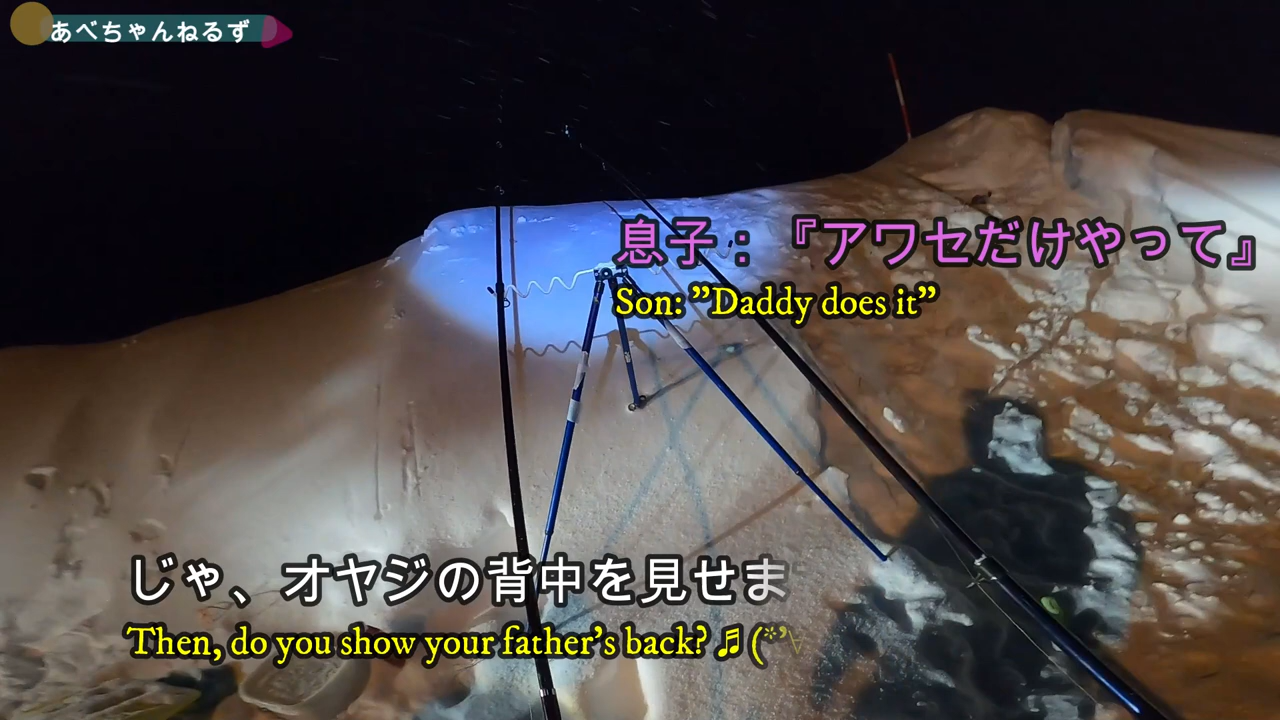 あべちゃんねるず
息子：『アワセだけやって』
Son: "Daddy does it"
じゃ、オヤジの背中を見せま
Then, do you show your father's back? ♬ (*'